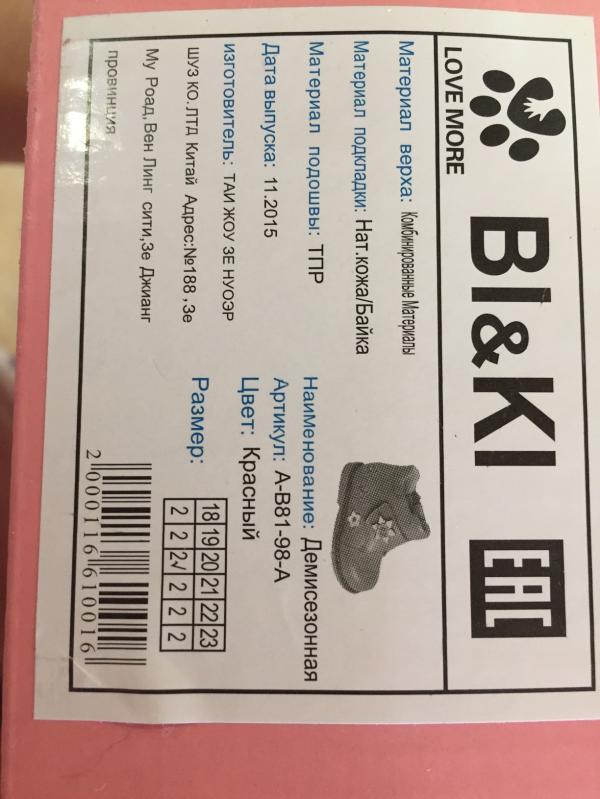 BI&KI
EAC
LOVE MORE
Материал верха: Комбинированные Материалы
Материал подкладки: Нат.кожа/Байка
Материал подошвы: ТПР
Дата выпуска: 11.2015
изготовитель: ТАИ ЖОУ ЗЕ НУОЭР
ШУЗ КО.ЛТД Китай Адрес:№188 ,Зе
Му Роад,Вен Линг сити,Зе Джианг
провинция
Наименование: Демисезонная
Артикул: A-B81-98-A
Цвет: Красный
Размер:
18 19 20 21 22 23
2 2 2√ 2 2 2
2 000116 610016